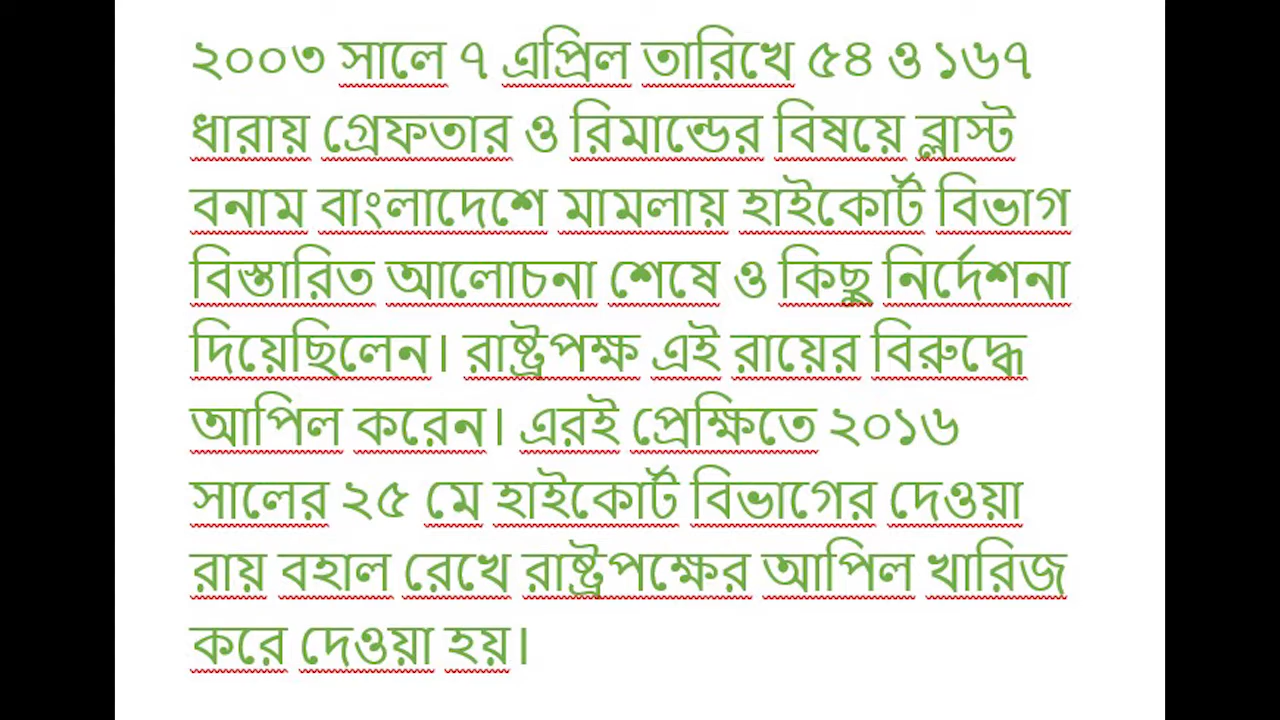 ২০০৩ সালে ৭ এপ্রিল তারিখে ৫৪ ও ১৬৭
ধারায় গ্রেফতার ও রিমান্ডের বিষয়ে ব্লাস্ট
বনাম বাংলাদেশে মামলায় হাইকোর্ট বিভাগ
বিস্তারিত আলোচনা শেষে ও কিছু নির্দেশনা
দিয়েছিলেন। রাষ্ট্রপক্ষ এই রায়ের বিরুদ্ধে
আপিল করেন। এরই প্রেক্ষিতে ২০১৬
সালের ২৫ মে হাইকোর্ট বিভাগের দেওয়া
রায় বহাল রেখে রাষ্ট্রপক্ষের আপিল খারিজ
করে দেওয়া হয়।